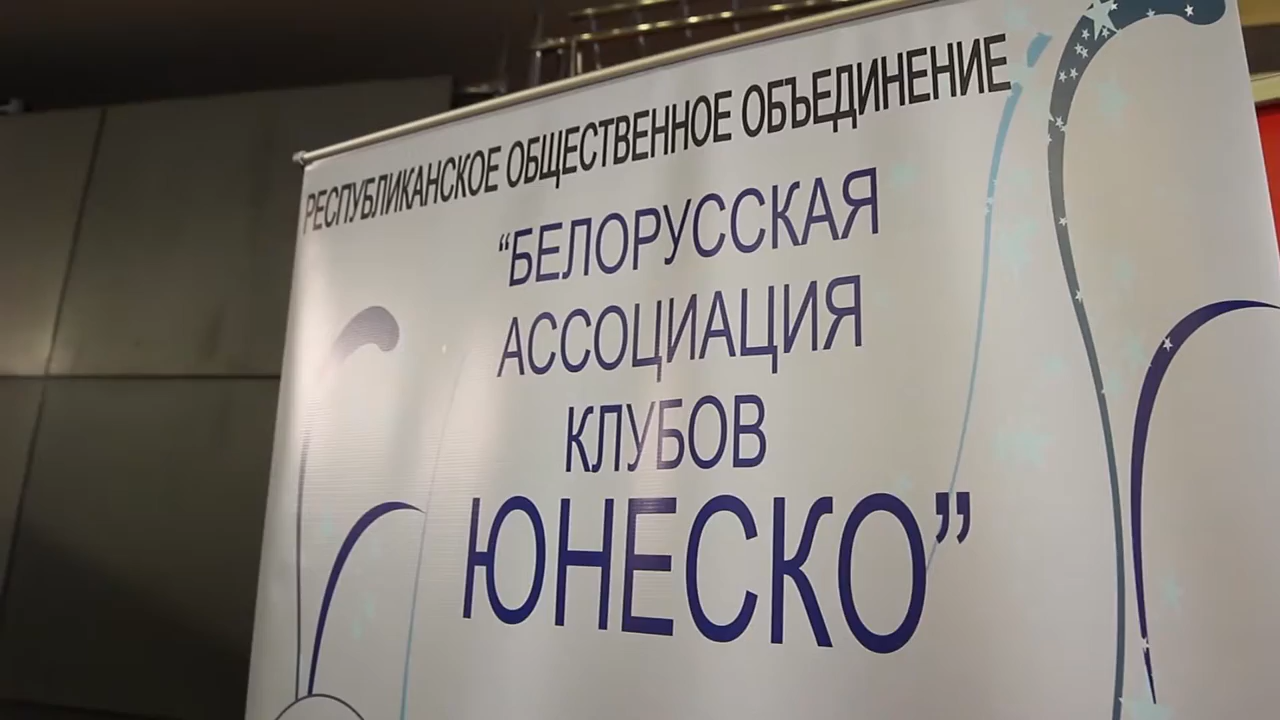 РЕСПУБЛИКАНСКОЕ ОБЩЕСТВЕННОЕ ОБЪЕДИНЕНИЕ
“БЕЛОРУССКАЯ
АССОЦИАЦИЯ
КЛУБОВ
ЮНЕСКО”